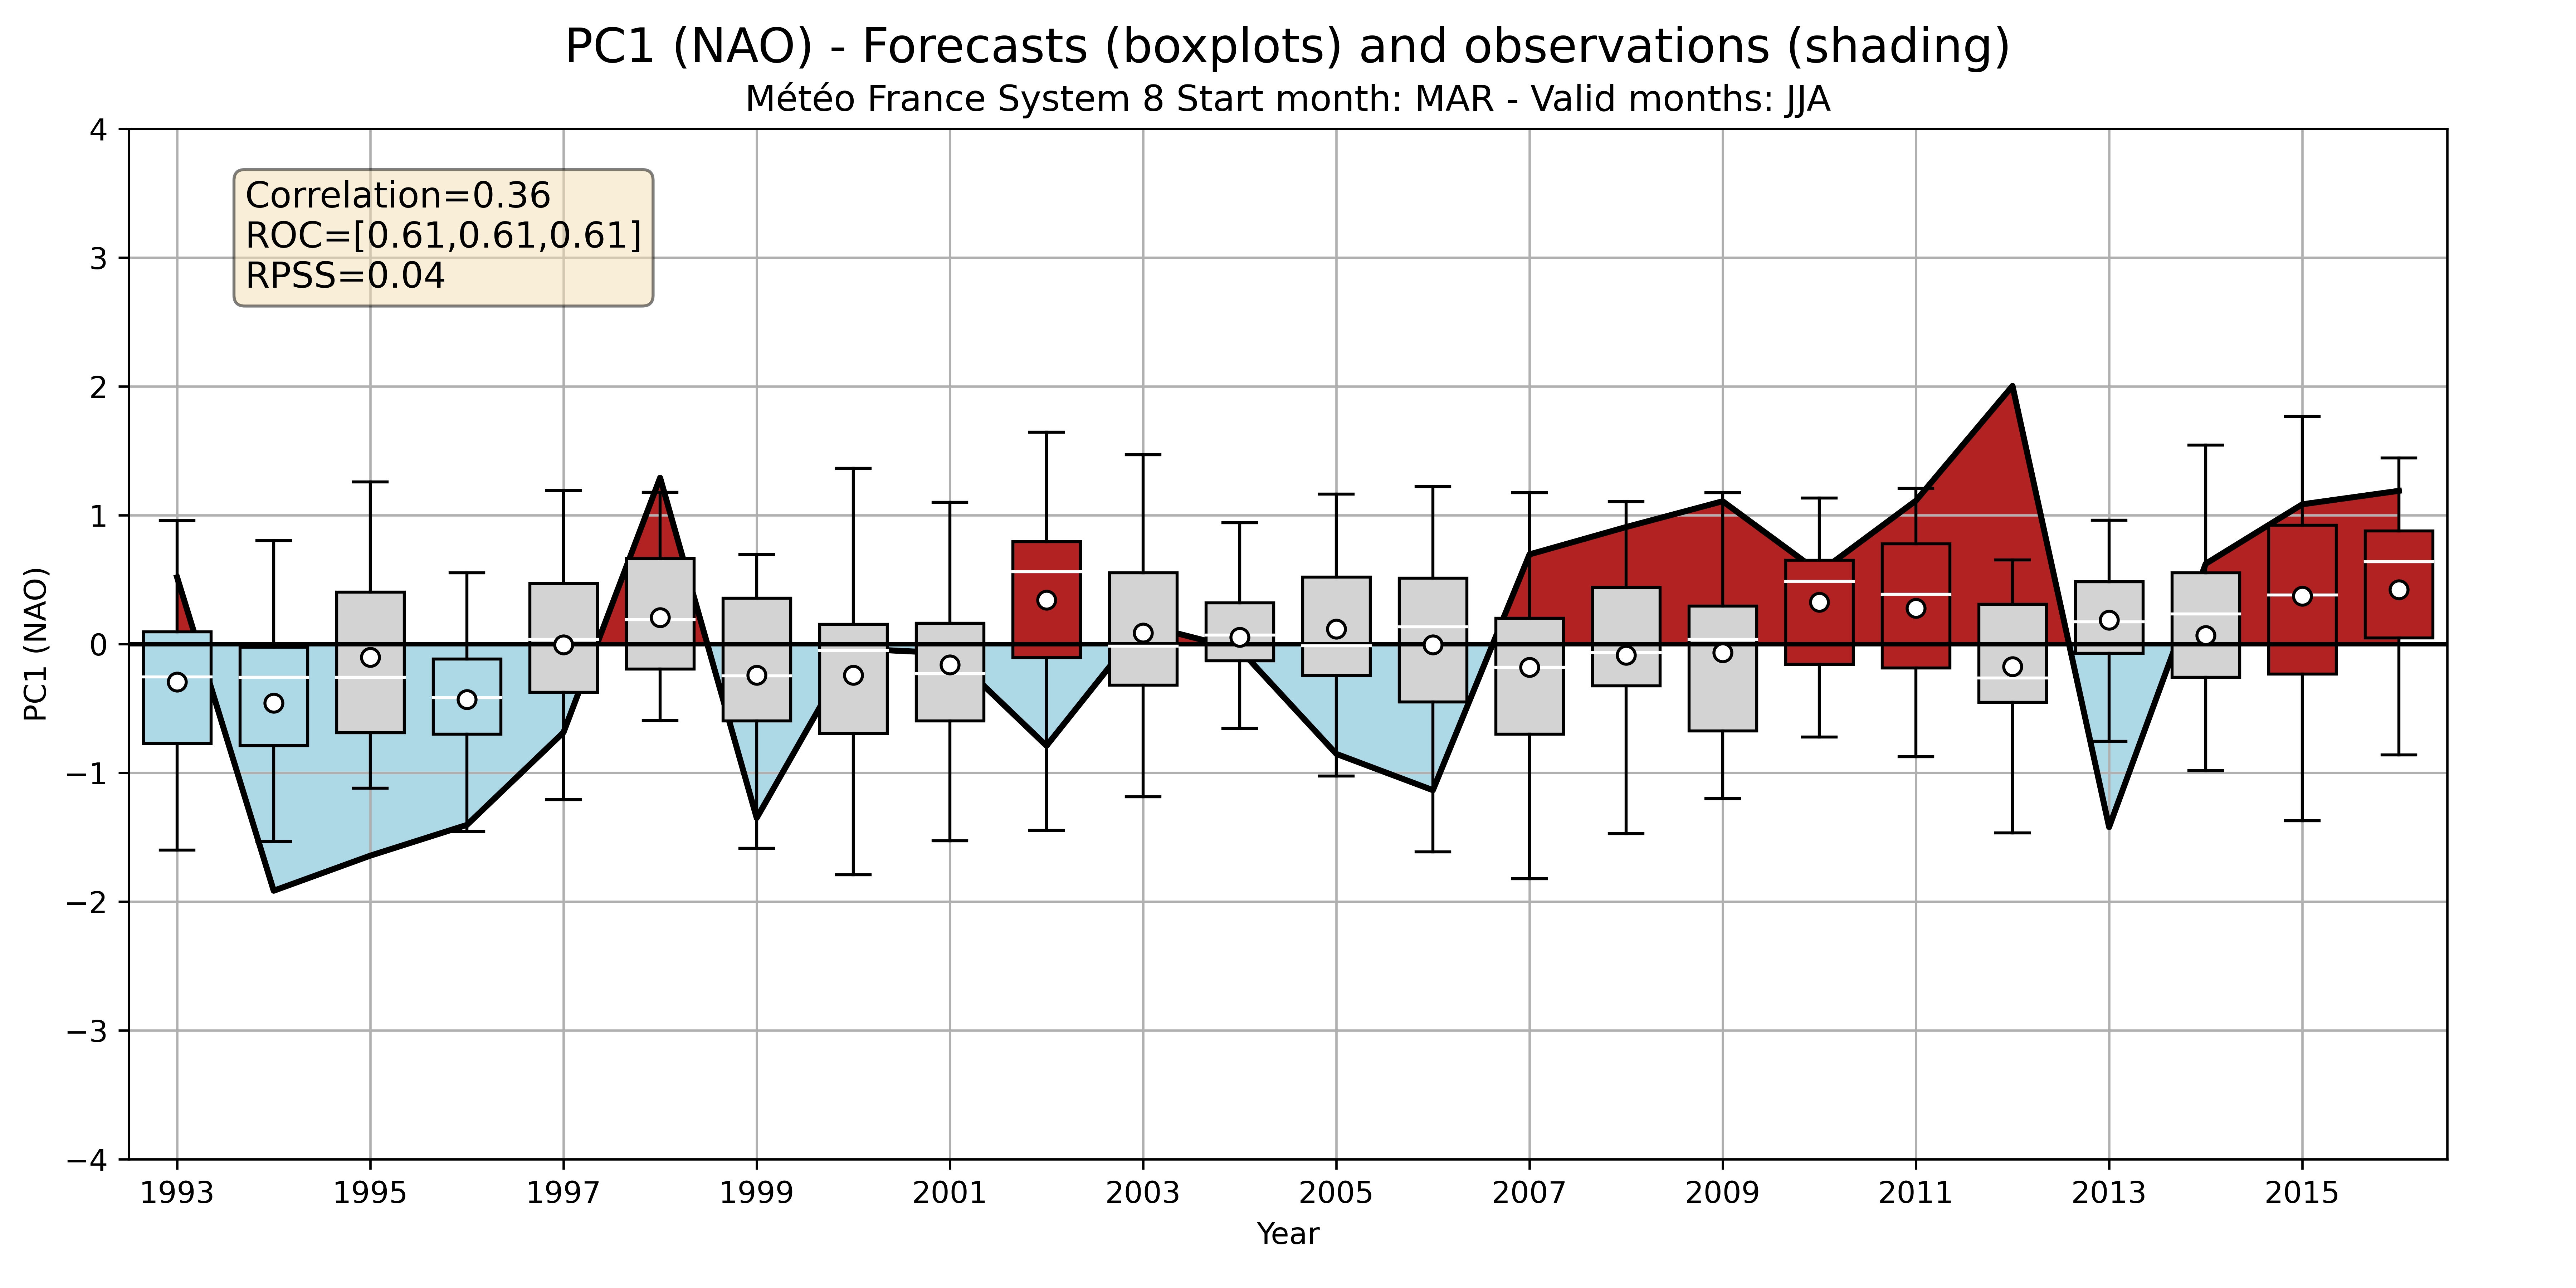 PC1 (NAO) - Forecasts (boxplots) and observations (shading)
Météo France System 8 Start month: MAR - Valid months: JJA
Correlation=0.36
ROC=[0.61,0.61,0.61]
RPSS=0.04
4
3
2
1
0
−1
−2
−3
−4
PC1 (NAO)
1993 1995 1997 1999 2001 2003 2005 2007 2009 2011 2013 2015
Year